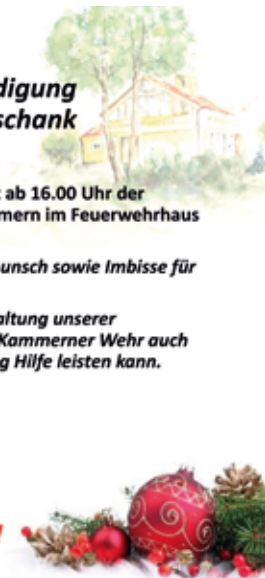 digung
schank
t ab 16.00 Uhr der
mern im Feuerwehrhaus
unsch sowie Imbisse für
altung unserer
Kammerner Wehr auch
g Hilfe leisten kann.